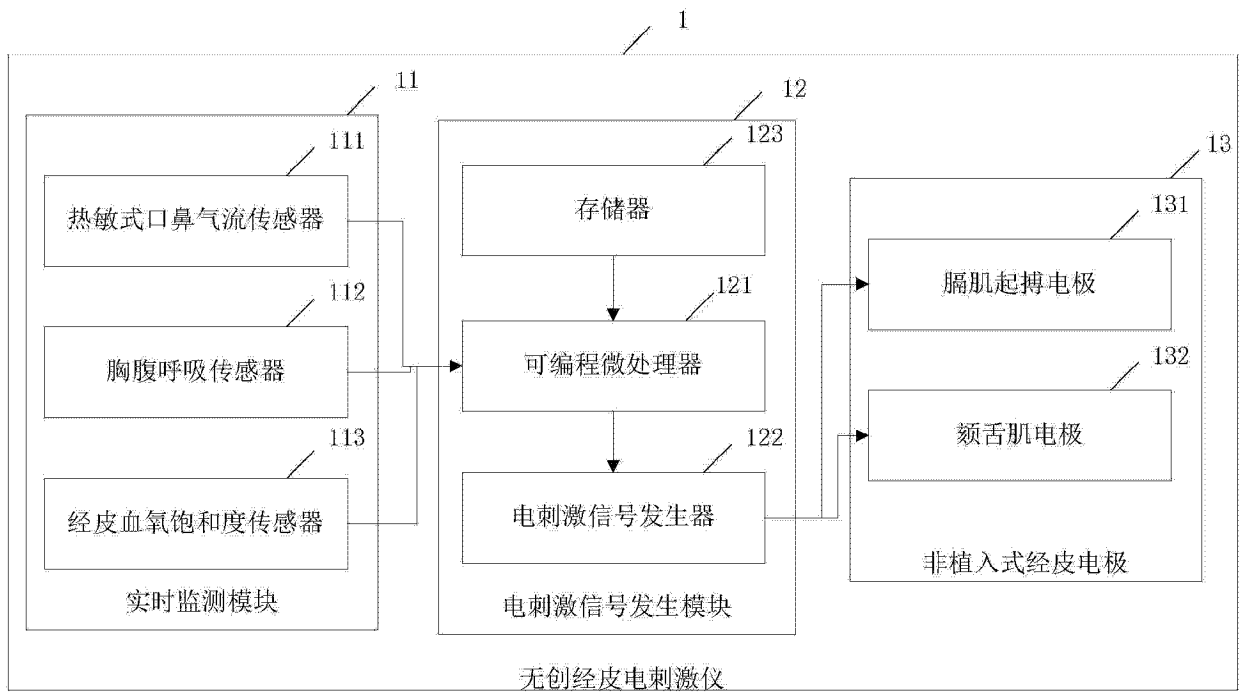 1
11
111
热敏式口鼻气流传感器
112
胸腹呼吸传感器
113
经皮血氧饱和度传感器
实时监测模块
12
123
存储器
121
可编程微处理器
122
电刺激信号发生器
电刺激信号发生模块
13
131
膈肌起搏电极
132
颏舌肌电极
非植入式经皮电极
无创经皮电刺激仪